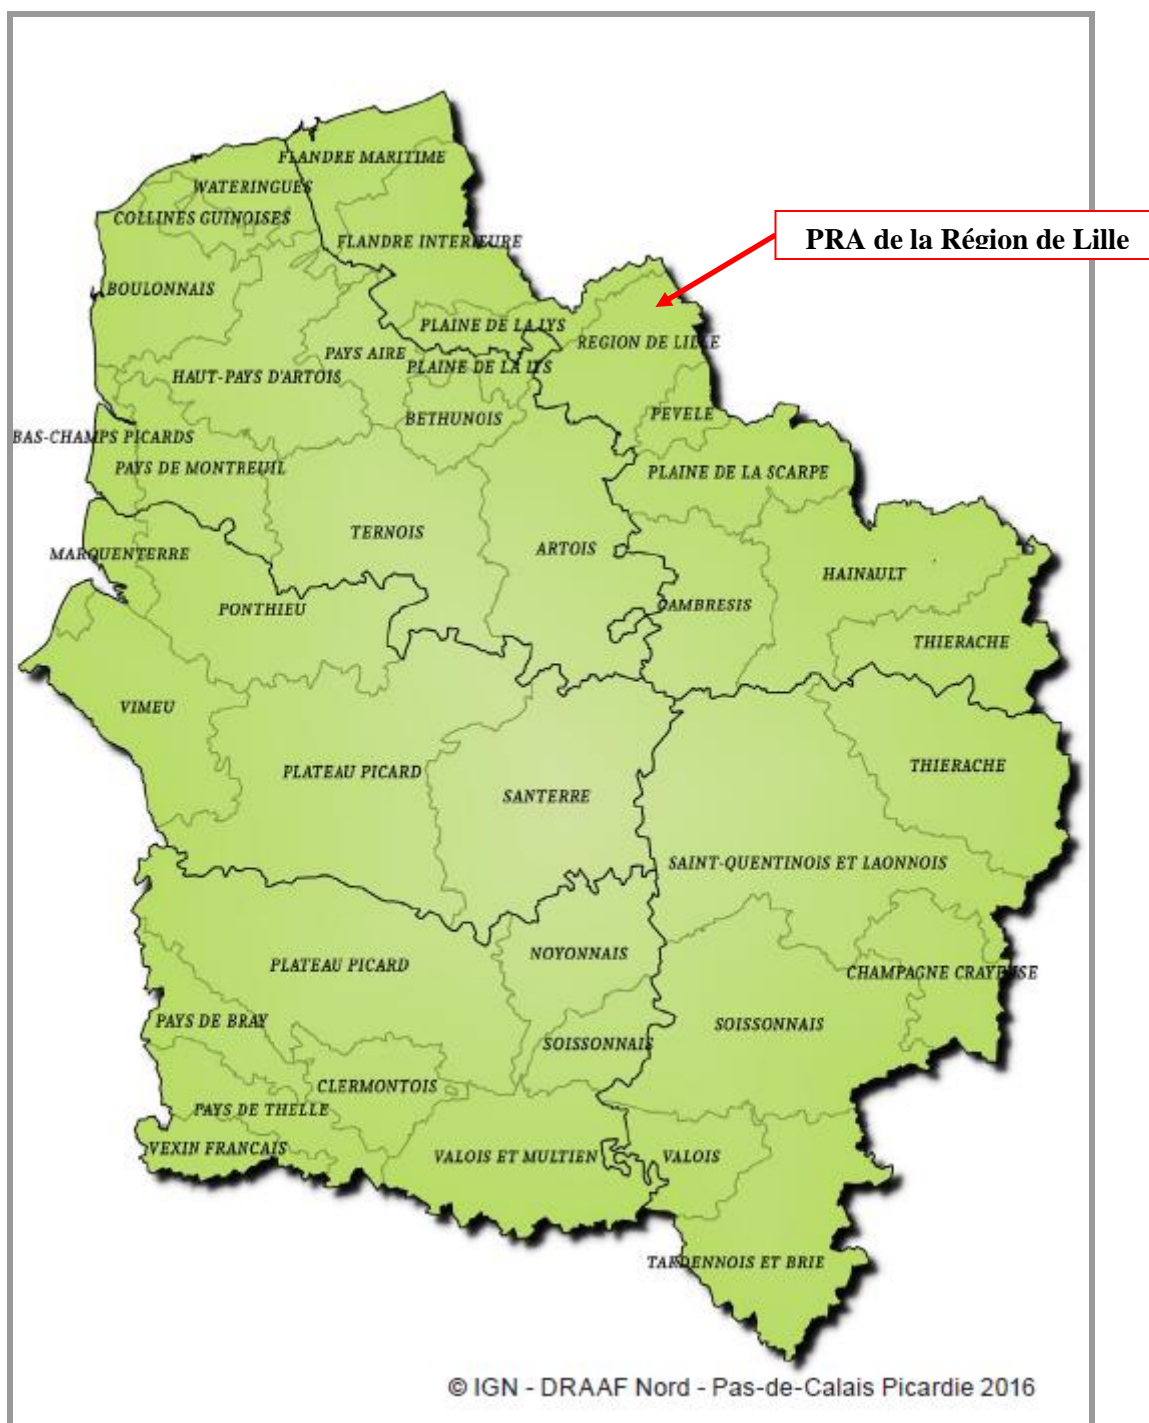 FLANDRE MARITIME
WATERINGUES
COLLINES GUINOISES
FLANDRE INTERIEURE
PRA de la Région de Lille
BOULONNAIS
PLAINE DE LA LYS
REGION DE LILLE
PAYS AIRE
PLAINE DE LA LYS
HAUT-PAYS D'ARTOIS
BETHUNOIS
PEVELE
BAS-CHAMPS PICARDS
PAYS DE MONTREUIL
PLAINE DE LA SCARPE
TERNOIS
ARTOIS
MARQUENTERRE
HAINAULT
PONTHIEU
CAMBRESIS
THIERACHE
VIMEU
PLATEAU PICARD
THIERACHE
SANTERRE
SAINT-QUENTINOIS ET LAONNOIS
NOYONNAIS
PLATEAU PICARD
CHAMPAGNE CRAYEUSE
PAYS DE BRAY
SOISSONNAIS
SOISSONNAIS
CLERMONTOIS
PAYS DE THELLE
VEXIN FRANCAIS
VALOIS ET MULTIEN
VALOIS
TARDENNOIS ET BRIE
© IGN - DRAAF Nord - Pas-de-Calais Picardie 2016